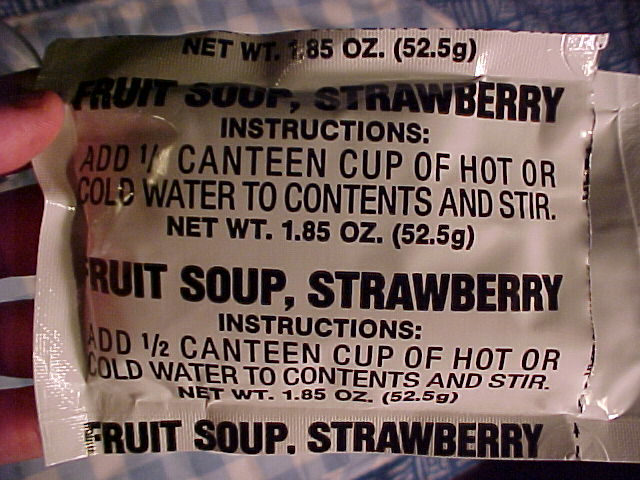 NET WT. 1.85 OZ. (52.5g)
FRUIT SOUP, STRAWBERRY
INSTRUCTIONS:
ADD 1/ CANTEEN CUP OF HOT OR
COLD WATER TO CONTENTS AND STIR.
NET WT. 1.85 OZ. (52.5g)
FRUIT SOUP, STRAWBERRY
INSTRUCTIONS:
ADD 1/2 CANTEEN CUP OF HOT OR
COLD WATER TO CONTENTS AND STIR.
NET WT. 1.85 OZ. (52.5g)
FRUIT SOUP, STRAWBERRY